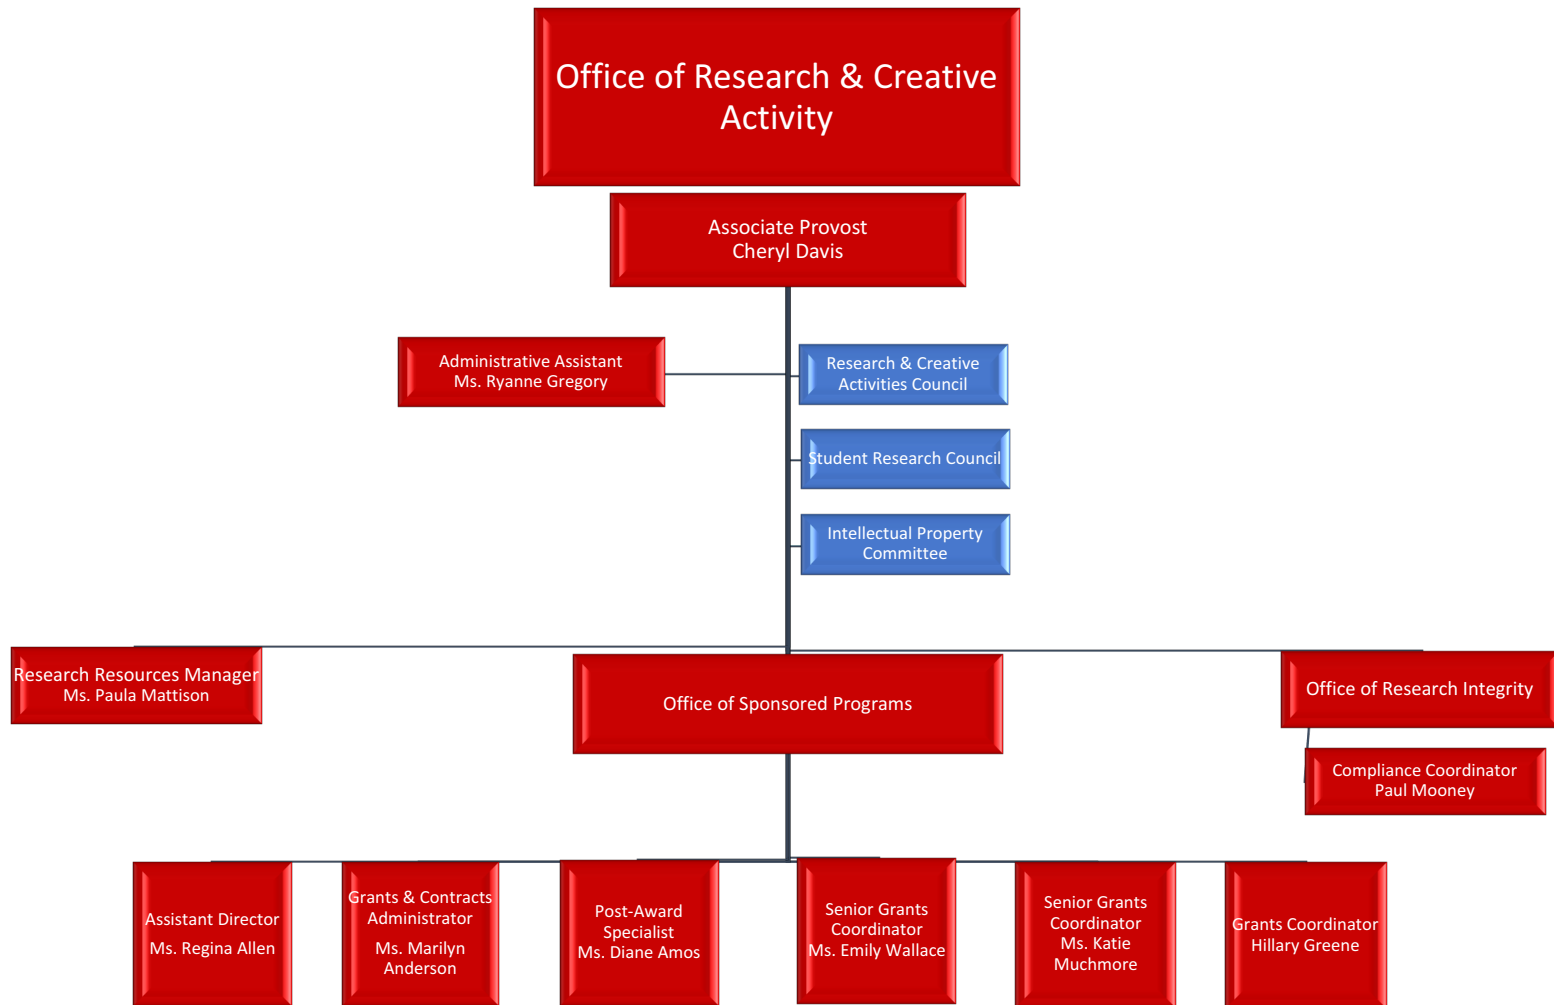 Office of Research & Creative
Activity
Associate Provost
Cheryl Davis
Administrative Assistant
Ms. Ryanne Gregory
Research & Creative
Activities Council
Student Research Council
Intellectual Property
Committee
Research Resources Manager
Ms. Paula Mattison
Office of Sponsored Programs
Office of Research Integrity
Compliance Coordinator
Paul Mooney
Assistant Director
Ms. Regina Allen
Grants & Contracts
Administrator
Ms. Marilyn
Anderson
Post-Award
Specialist
Ms. Diane Amos
Senior Grants
Coordinator
Ms. Emily Wallace
Senior Grants
Coordinator
Ms. Katie
Muchmore
Grants Coordinator
Hillary Greene